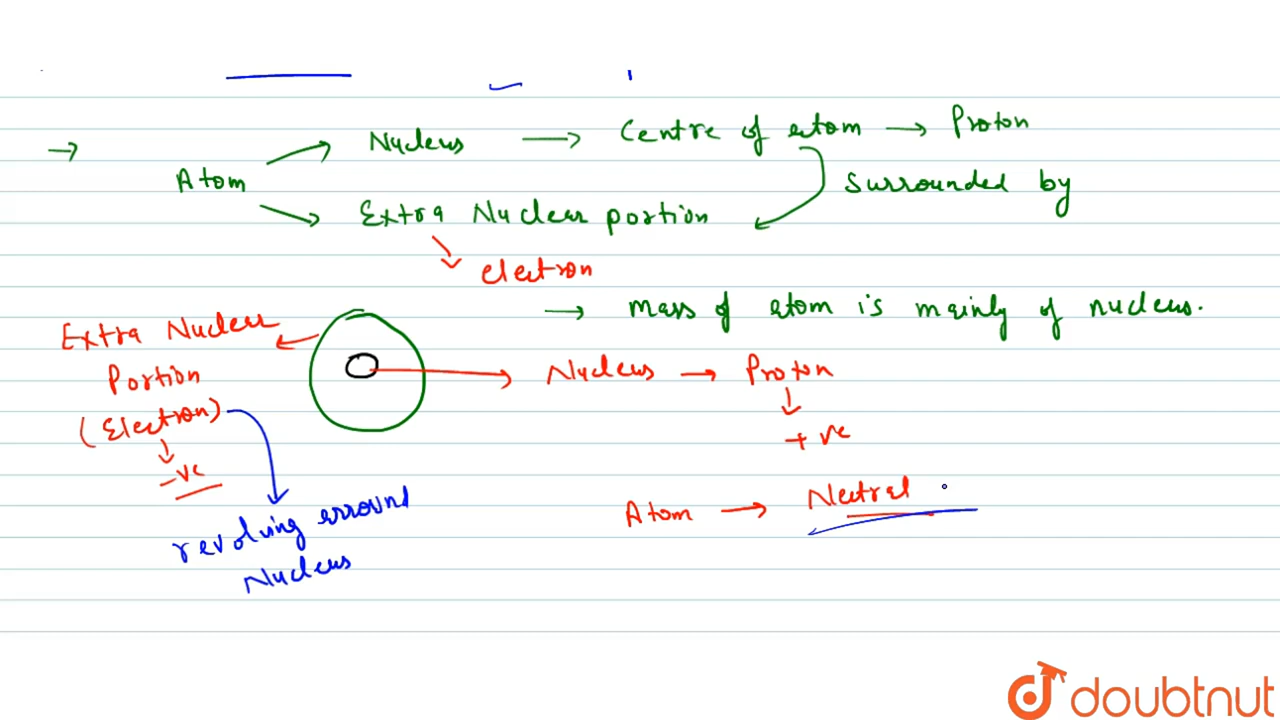 → Atom → Nucleus → Centre of atom → Proton
surrounded by
→ Extra Nuclear portion
electron
→ mass of atom is mainly of nucleus.
Extra Nuclear
Portion
(Electron)
-ve
revolving arround
Nucleus
Nucleus → Proton
+ ve
Atom → Neutral
doubtnut